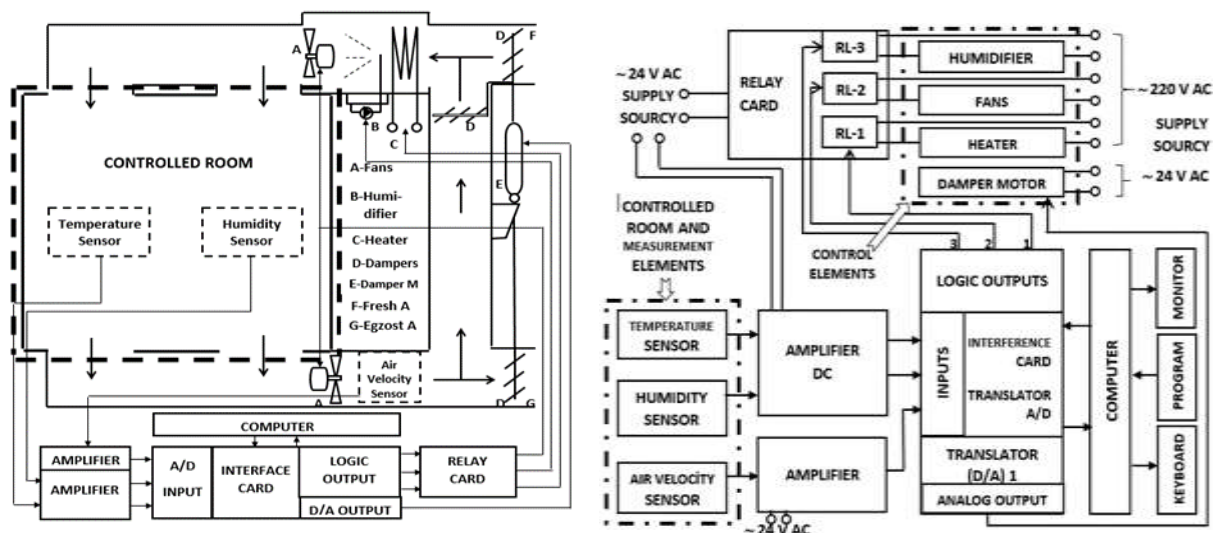 A
D
F
B
D
C
CONTROLLED ROOM
A-Fans
B-Humi-
difier
C-Heater
D-Dampers
E-Damper M
F-Fresh A
G-Egzost A
E
Temperature
Sensor
Humidity
Sensor
Air
Velocity
Sensor
A
D
G
COMPUTER
AMPLIFIER
AMPLIFIER
A/D
INPUT
INTERFACE
CARD
LOGIC
OUTPUT
D/A OUTPUT
RELAY
CARD
~24 V AC
SUPPLY
SOURCY
RELAY
CARD
RL-3
RL-2
RL-1
HUMIDIFIER
FANS
HEATER
DAMPER MOTOR
~220 V AC
SUPPLY
SOURCY
~24 V AC
CONTROLLED
ROOM AND
MEASUREMENT
ELEMENTS
CONTROL
ELEMENTS
3 2 1
TEMPERATURE
SENSOR
HUMIDITY
SENSOR
AIR VELOCİTY
SENSOR
AMPLIFIER
DC
AMPLIFIER
~24 V AC
LOGIC OUTPUTS
INPUTS
INTERFERENCE
CARD
TRANSLATOR
A/D
TRANSLATOR
(D/A) 1
ANALOG OUTPUT
COMPUTER
MONITOR
PROGRAM
KEYBOARD